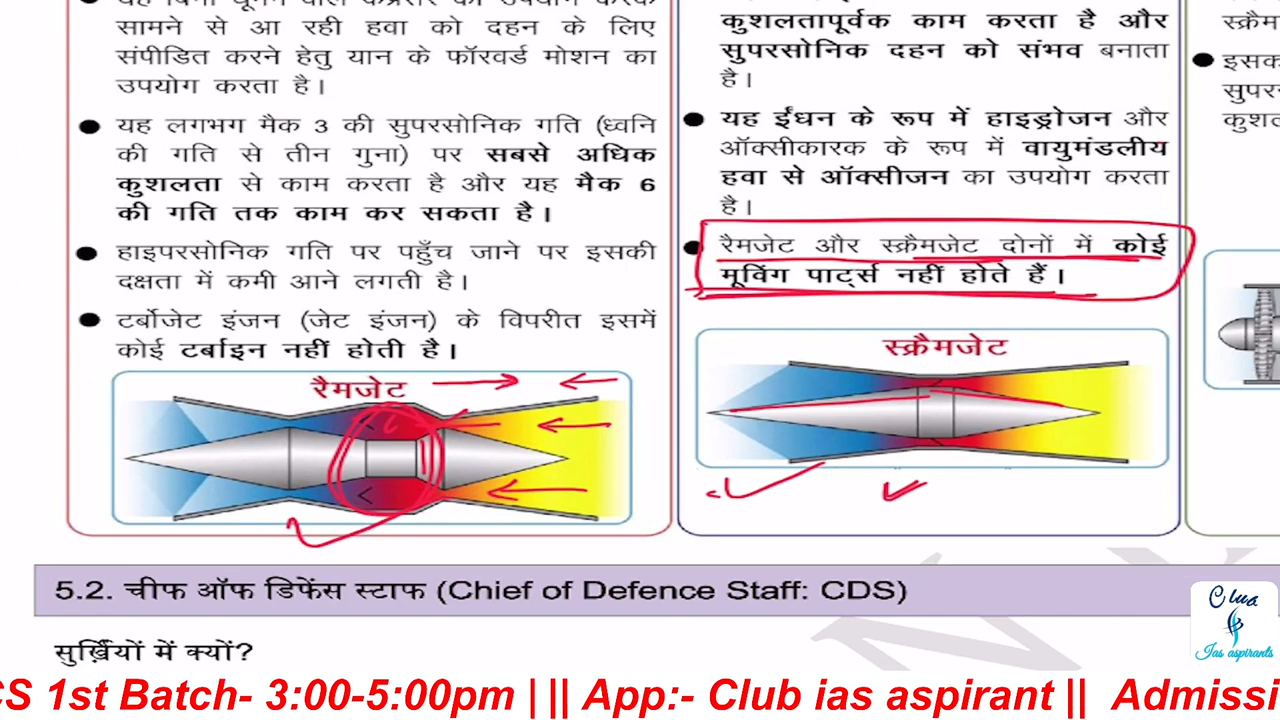 सामने से आ रही हवा को दहन के लिए
संपीडित करने हेतु यान के फॉरवर्ड मोशन का
उपयोग करता है।
● यह लगभग मैक 3 की सुपरसोनिक गति (ध्वनि
की गति से तीन गुना) पर सबसे अधिक
कुशलता से काम करता है और यह मैक 6
की गति तक काम कर सकता है।
● हाइपरसोनिक गति पर पहुँच जाने पर इसकी
दक्षता में कमी आने लगती है।
● टर्बोजेट इंजन (जेट इंजन) के विपरीत इसमें
कोई टर्बाइन नहीं होती है।
रैमजेट
कुशलतापूर्वक काम करता है और
सुपरसोनिक दहन को संभव बनाता
है।
● यह ईंधन के रूप में हाइड्रोजन और
ऑक्सीकारक के रूप में वायुमंडलीय
हवा से ऑक्सीजन का उपयोग करता
है।
● रैमजेट और स्क्रैमजेट दोनों में कोई
मूविंग पार्ट्स नहीं होते हैं।
स्क्रैमजेट
5.2. चीफ ऑफ डिफेंस स्टाफ (Chief of Defence Staff: CDS)
सुर्ख़ियों में क्यों?
Club
Ias aspirants
CS 1st Batch- 3:00-5:00pm | || App:- Club ias aspirant || Admissi